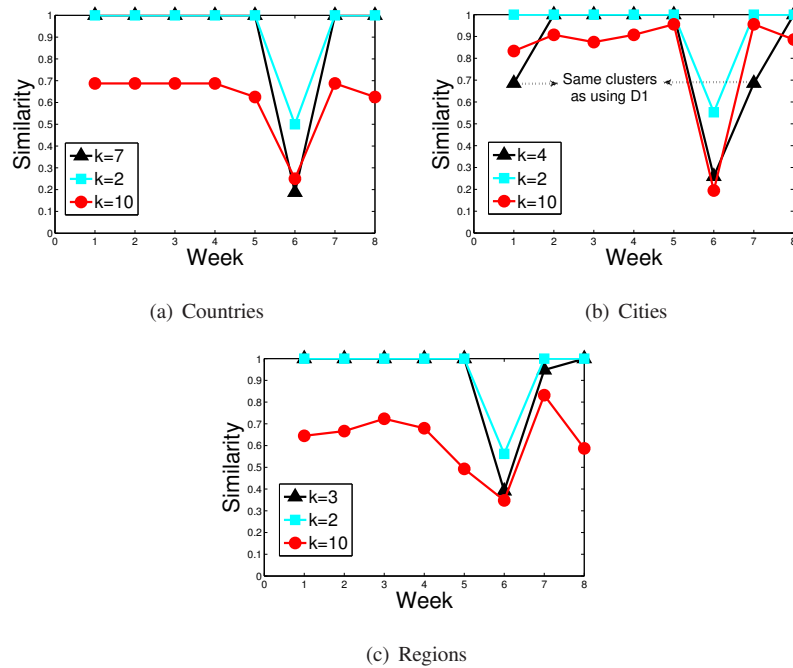 1
0.9
0.8
0.7
0.6
0.5
0.4
0.3
0.2
0.1
0
Similarity
k=7
k=2
k=10
0 1 2 3 4 5 6 7 8
Week
(a) Countries
1
0.9
0.8
0.7
0.6
0.5
0.4
0.3
0.2
0.1
0
Similarity
Same clusters
as using D1
k=4
k=2
k=10
0 1 2 3 4 5 6 7 8
Week
(b) Cities
1
0.9
0.8
0.7
0.6
0.5
0.4
0.3
0.2
0.1
0
Similarity
k=3
k=2
k=10
0 1 2 3 4 5 6 7 8
Week
(c) Regions